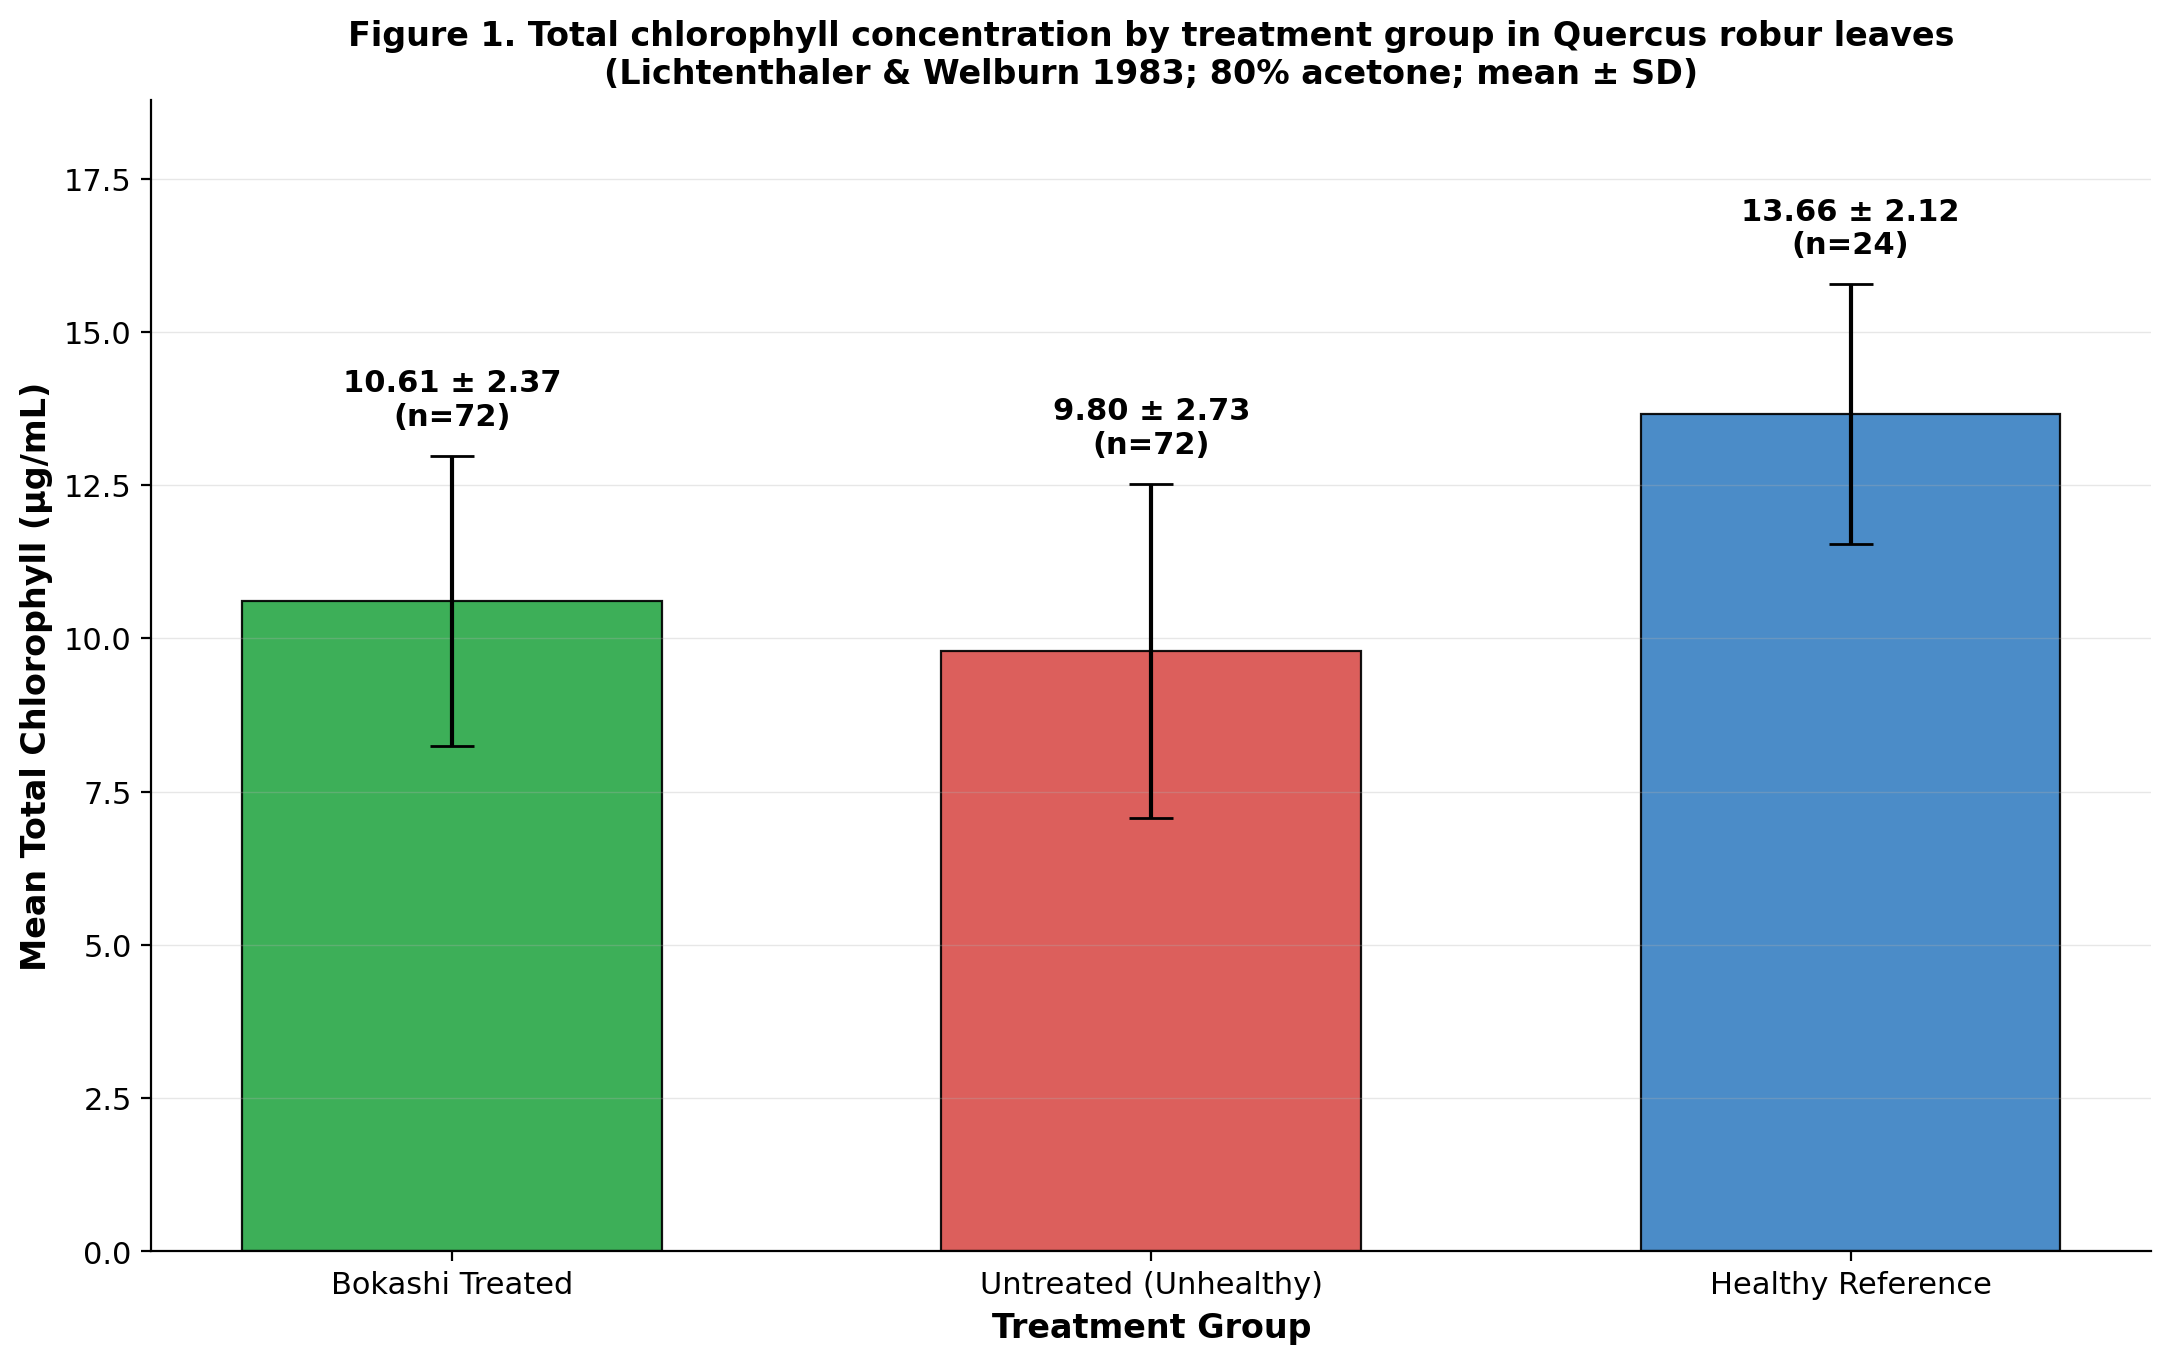 Figure 1. Total chlorophyll concentration by treatment group in Quercus robur leaves
(Lichtenthaler & Welburn 1983; 80% acetone; mean ± SD)
Mean Total Chlorophyll (µg/mL)
17.5
15.0
12.5
10.0
7.5
5.0
2.5
0.0
10.61 ± 2.37
(n=72)
9.80 ± 2.73
(n=72)
13.66 ± 2.12
(n=24)
Bokashi Treated
Untreated (Unhealthy)
Healthy Reference
Treatment Group